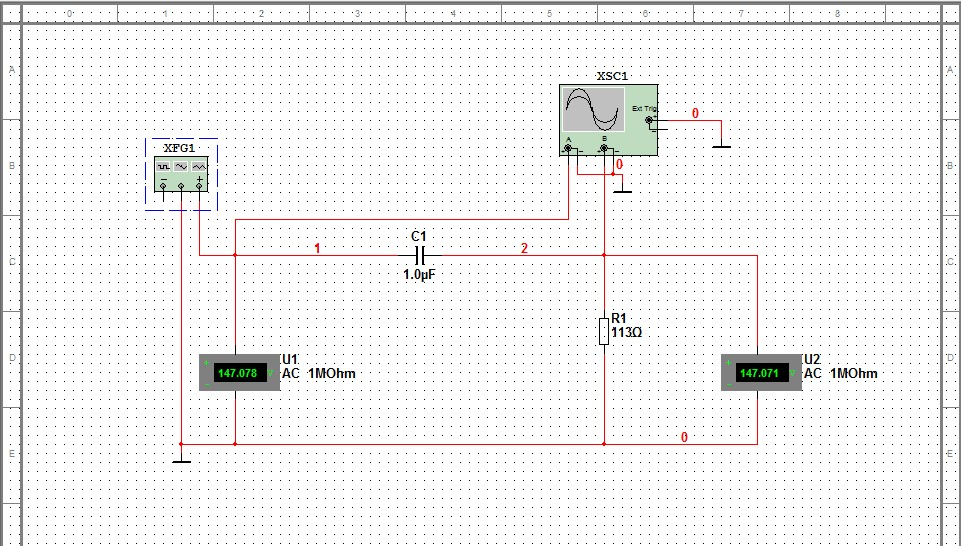 0 1 2 3 4 5 6 7 8
A A
XSC1
Ext Trig
+
0
A B
+ - + -
XFG1
B 0 B
- +
C1
1 2
C C
1.0µF
R1
113Ω
D U1 U2 D
+ 147.078 V AC 1MOhm
+ 147.071 V AC 1MOhm
0
E E